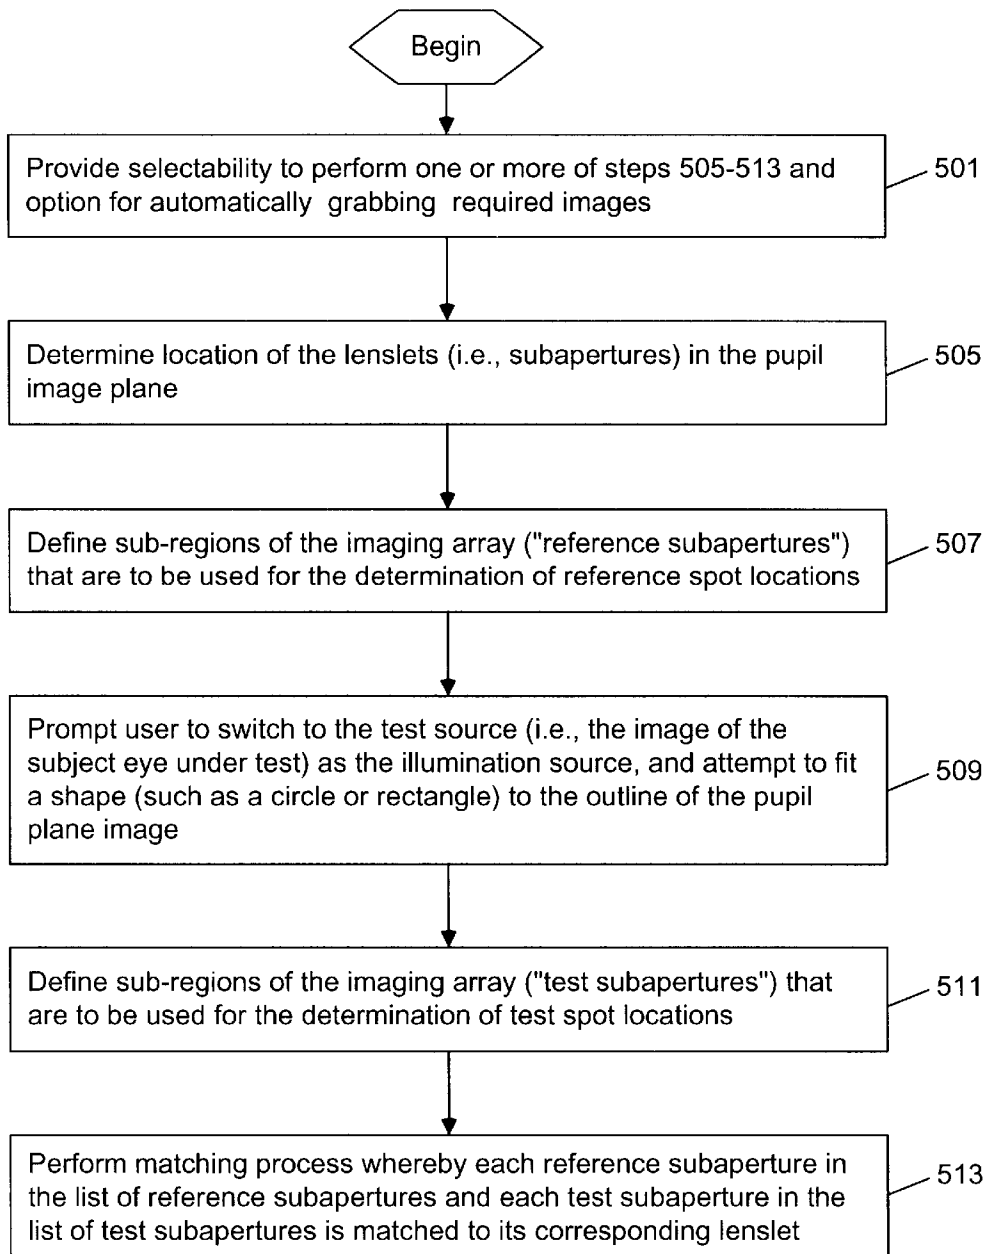 Begin
Provide selectability to perform one or more of steps 505-513 and
option for automatically grabbing required images
501
Determine location of the lenslets (i.e., subapertures) in the pupil
image plane
505
Define sub-regions of the imaging array ("reference subapertures")
that are to be used for the determination of reference spot locations
507
Prompt user to switch to the test source (i.e., the image of the
subject eye under test) as the illumination source, and attempt to fit
a shape (such as a circle or rectangle) to the outline of the pupil
plane image
509
Define sub-regions of the imaging array ("test subapertures") that
are to be used for the determination of test spot locations
511
Perform matching process whereby each reference subaperture in
the list of reference subapertures and each test subaperture in the
list of test subapertures is matched to its corresponding lenslet
513